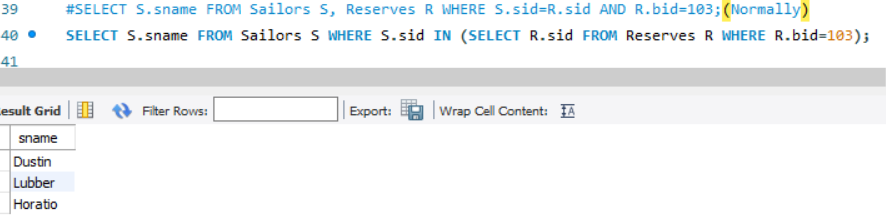 39 #SELECT S.sname FROM Sailors S, Reserves R WHERE S.sid=R.sid AND R.bid=103;(Normally)
40 SELECT S.sname FROM Sailors S WHERE S.sid IN (SELECT R.sid FROM Reserves R WHERE R.bid=103);
41
esult Grid Filter Rows: Export: Wrap Cell Content: IA
sname
Dustin
Lubber
Horatio